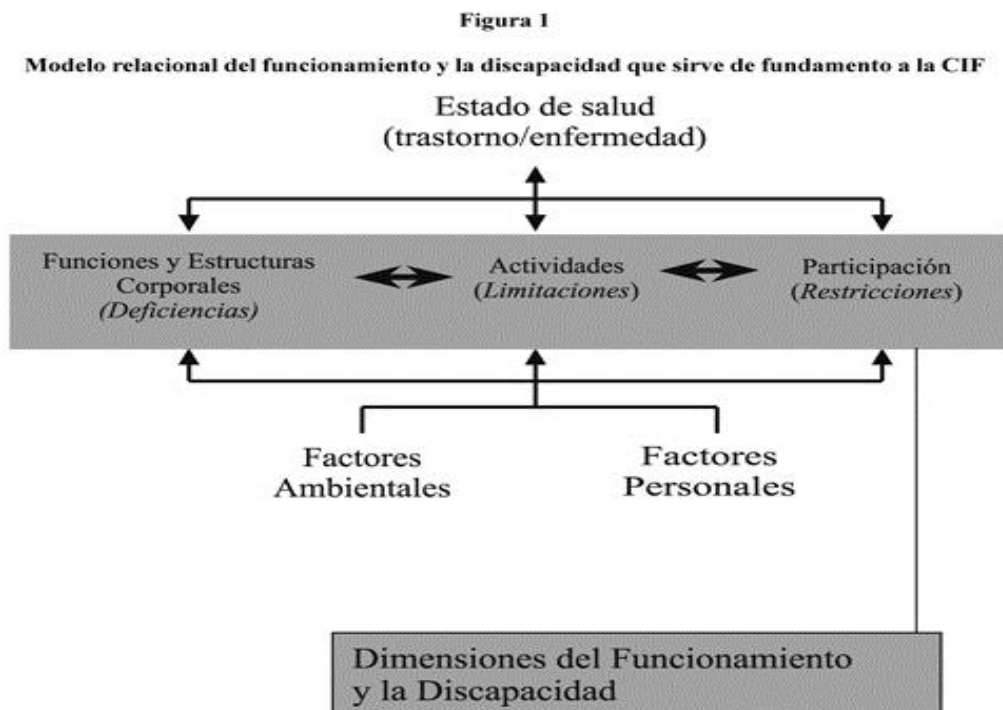 Figura 1
Modelo relacional del funcionamiento y la discapacidad que sirve de fundamento a la CIF
Estado de salud
(trastorno/enfermedad)
Funciones y Estructuras
Corporales
(Deficiencias)
Actividades
(Limitaciones)
Participación
(Restricciones)
Factores
Ambientales
Factores
Personales
Dimensiones del Funcionamiento
y la Discapacidad